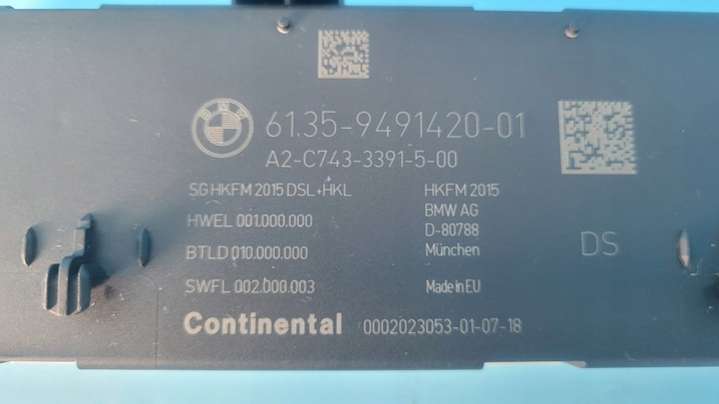 BMW
61.35-9491420-01
A2-C743-3391-5-00
SG HKFM 2015 DSL+HKL
HWEL 001.000.000
BTLD 010.000.000
SWFL 002.000.003
HKFM 2015
BMW AG
D-80788
München
Made in EU
DS
Continental 0002023053-01-07-18